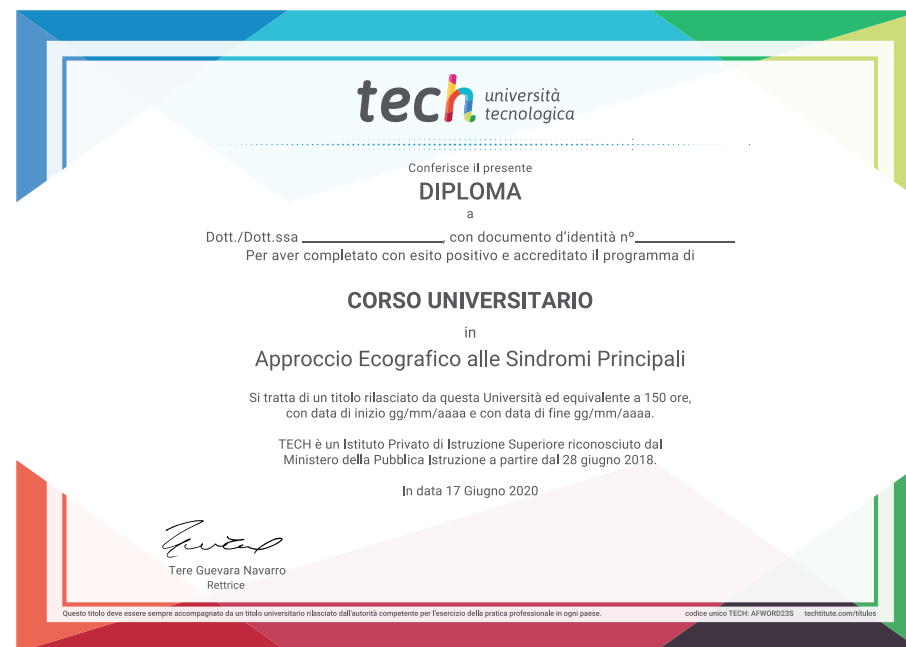 tech università
tecnologica
Conferisce il presente
DIPLOMA
a
Dott./Dott.ssa ____________________, con documento d'identità nº______________
Per aver completato con esito positivo e accreditato il programma di
CORSO UNIVERSITARIO
in
Approccio Ecografico alle Sindromi Principali
Si tratta di un titolo rilasciato da questa Università ed equivalente a 150 ore,
con data di inizio gg/mm/aaaa e con data di fine gg/mm/aaaa.
TECH è un Istituto Privato di Istruzione Superiore riconosciuto dal
Ministero della Pubblica Istruzione a partire dal 28 giugno 2018.
In data 17 Giugno 2020
Tere Guevara Navarro
Rettrice
Questo titolo deve essere sempre accompagnato da un titolo universitario rilasciato dall'autorità competente per l'esercizio della pratica professionale in ogni paese. codice unico TECH: AFWORD23S techtitute.com/títulos